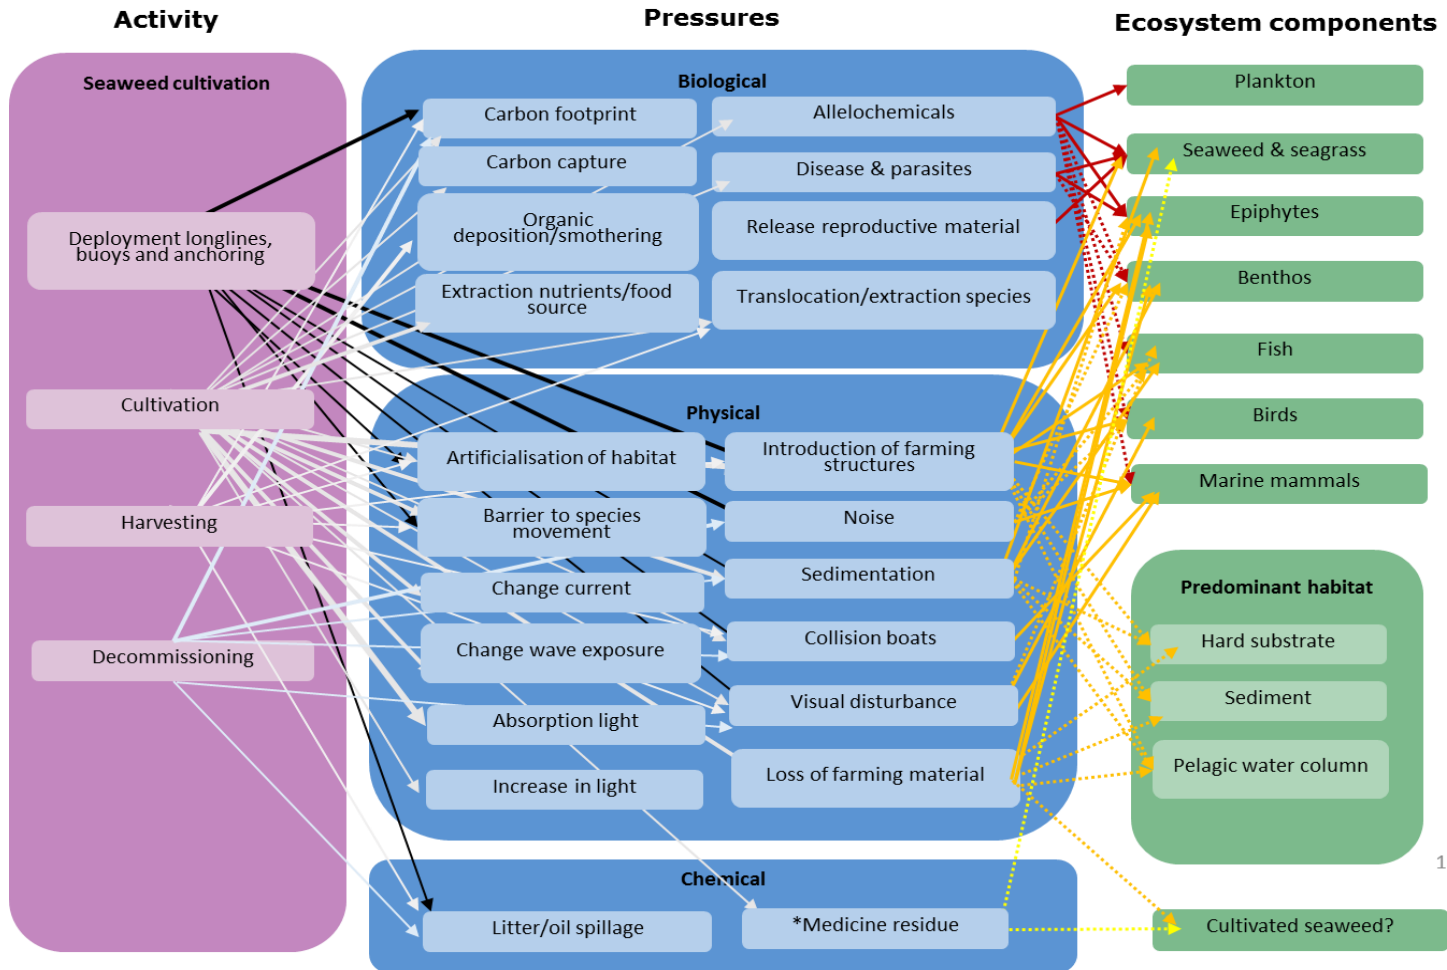 Activity
Pressures
Ecosystem components
Seaweed cultivation
Deployment longlines,
buoys and anchoring
Cultivation
Harvesting
Decommissioning
Biological
Carbon footprint
Carbon capture
Organic
deposition/smothering
Extraction nutrients/food
source
Allelochemicals
Disease & parasites
Release reproductive material
Translocation/extraction species
Physical
Artificialisation of habitat
Barrier to species
movement
Change current
Change wave exposure
Absorption light
Increase in light
Introduction of farming
structures
Noise
Sedimentation
Collision boats
Visual disturbance
Loss of farming material
Chemical
Litter/oil spillage
*Medicine residue
Plankton
Seaweed & seagrass
Epiphytes
Benthos
Fish
Birds
Marine mammals
Predominant habitat
Hard substrate
Sediment
Pelagic water column
Cultivated seaweed?
1